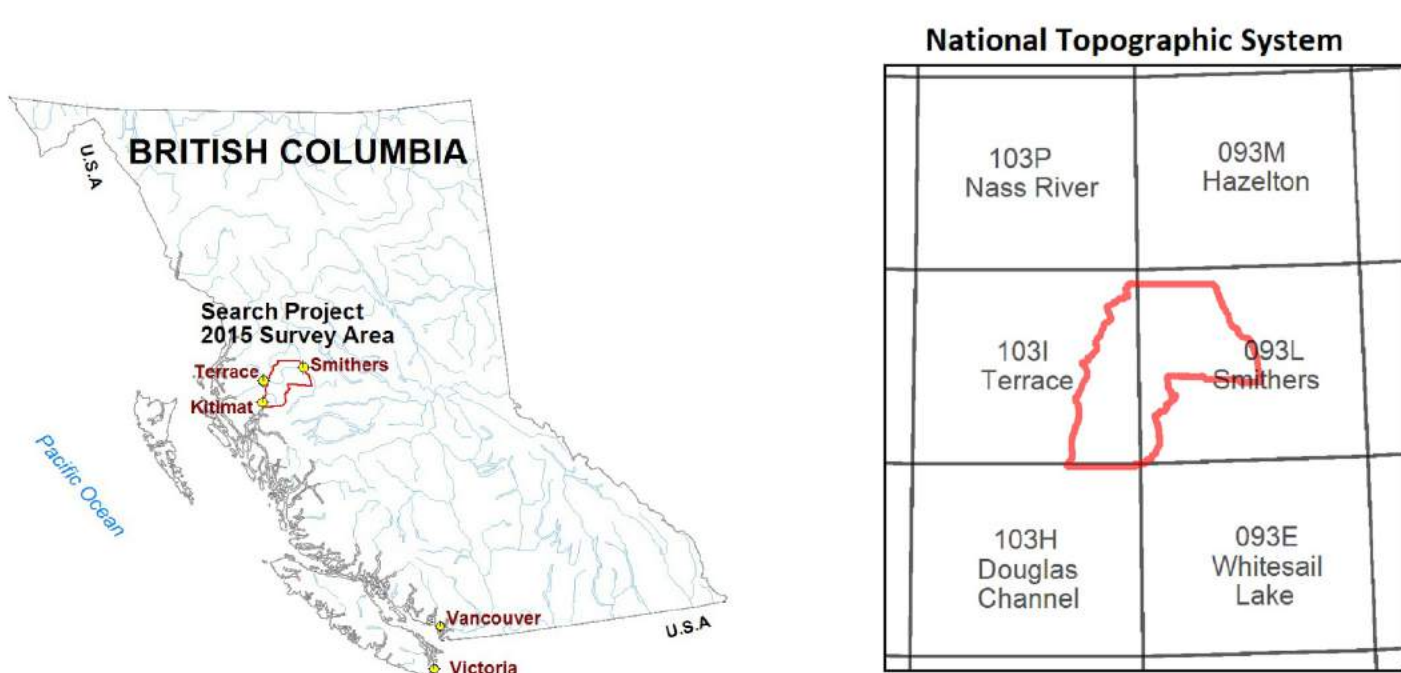 BRITISH COLUMBIA
U.S.A
Search Project
2015 Survey Area
Terrace
Smithers
Kitimat
Pacific Ocean
Vancouver
U.S.A
Victoria
National Topographic System
103P
Nass River
093M
Hazelton
103I
Terrace
093L
Smithers
103H
Douglas
Channel
093E
Whitesail
Lake